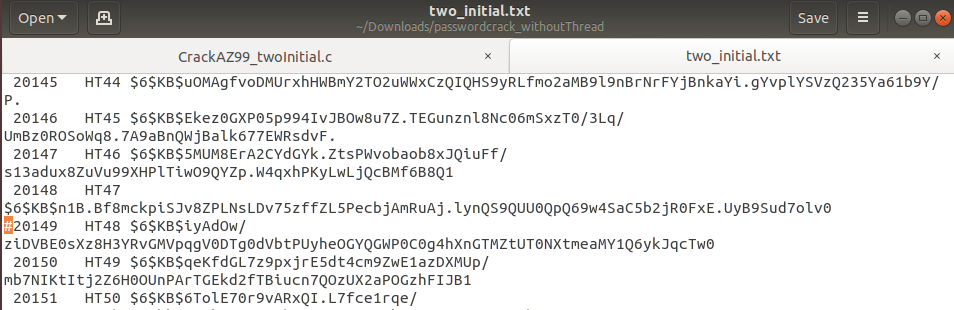 Open
two_initial.txt
~/Downloads/passwordcrack_withoutThread
Save
CrackAZ99_twoInitial.c ×
two_initial.txt ×
20145 HT44 $6$KB$uOMAgfvoDMUrxhHWBmY2TO2uWWxCzQIQHS9yRLfmo2aMB9l9nBrNrFYjBnkaYi.gYvplYSVzQ235Ya61b9Y/
P.
20146 HT45 $6$KB$Ekez0GXP05p994IvJBOw8u7Z.TEGunznl8Nc06mSxzT0/3Lq/
UmBz0ROSoWq8.7A9aBnQWjBalk677EWRsdvF.
20147 HT46 $6$KB$5MUM8ErA2CYdGYk.ZtsPWvobaob8xJQiuFf/
s13adux8ZuVu99XHPlTiwO9QYZp.W4qxhPKyLwLjQcBMf6B8Q1
20148 HT47
$6$KB$n1B.Bf8mckpiSJv8ZPLNsLDv75zffZL5PecbjAmRuAj.lynQS9QUU0QpQ69w4SaC5b2jR0FxE.UyB9Sud7olv0
#20149 HT48 $6$KB$iyAdOw/
ziDVBE0sXz8H3YRvGMVpqgV0DTg0dVbtPUyheOGYQGWP0C0g4hXnGTMZtUT0NXtmeaMY1Q6ykJqcTw0
20150 HT49 $6$KB$qeKfdGL7z9pxjrE5dt4cm9ZwE1azDXMUp/
mb7NIKtItj2Z6H0OUnPArTGEkd2fTBiucn7QOzUX2aPOGzhFIJB1
20151 HT50 $6$KB$6TolE70r9vARxQI.L7fce1rqe/